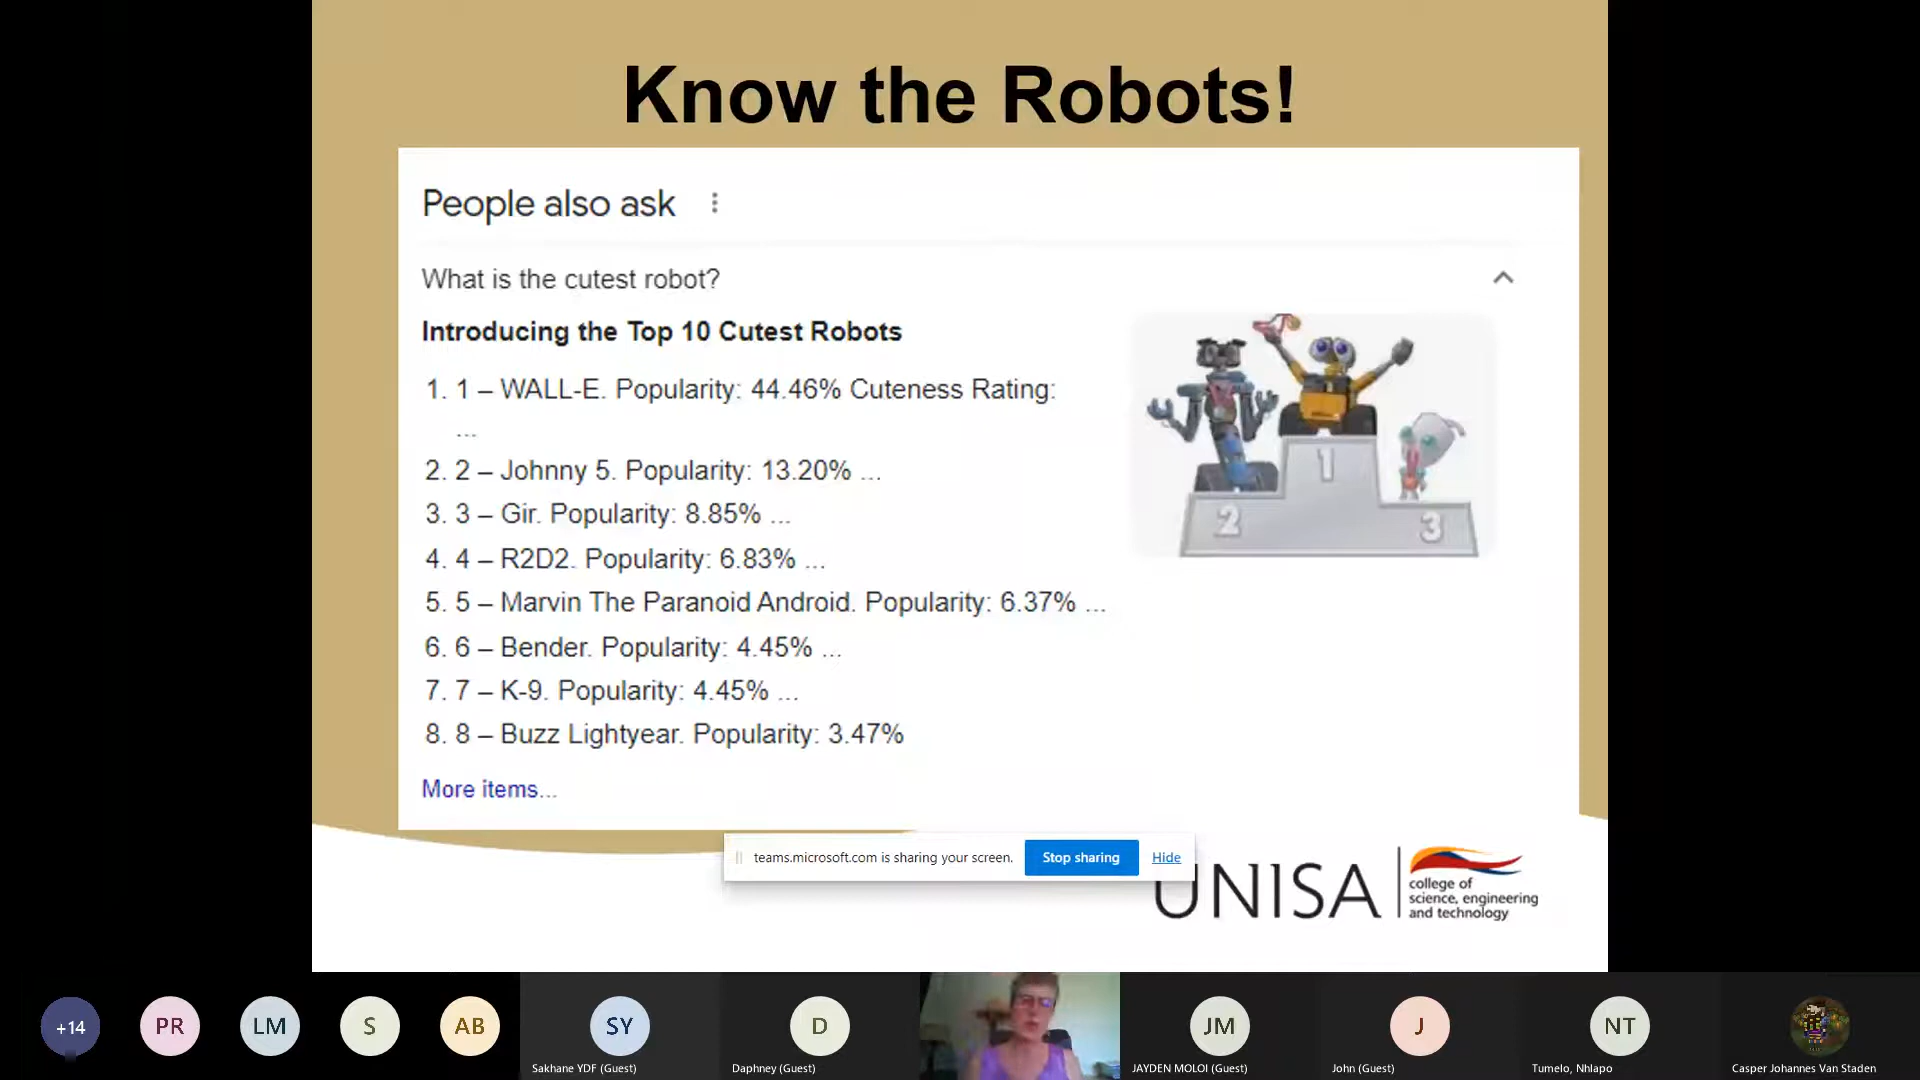 Know the Robots!
People also ask
What is the cutest robot?
Introducing the Top 10 Cutest Robots
1. 1 – WALL-E. Popularity: 44.46% Cuteness Rating:
...
2. 2 – Johnny 5. Popularity: 13.20% ...
3. 3 – Gir. Popularity: 8.85% ...
4. 4 – R2D2. Popularity: 6.83% ...
5. 5 – Marvin The Paranoid Android. Popularity: 6.37% ...
6. 6 – Bender. Popularity: 4.45% ...
7. 7 – K-9. Popularity: 4.45% ...
8. 8 – Buzz Lightyear. Popularity: 3.47%
More items...
1
2
3
teams.microsoft.com is sharing your screen.
Stop sharing
Hide
UNISA
college of
science, engineering
and technology
+14
PR
LM
S
AB
SY
D
JM
J
NT
Sakhane YDF (Guest)
Daphney (Guest)
JAYDEN MOLOI (Guest)
John (Guest)
Tumelo, Nhlapo
Casper Johannes Van Staden